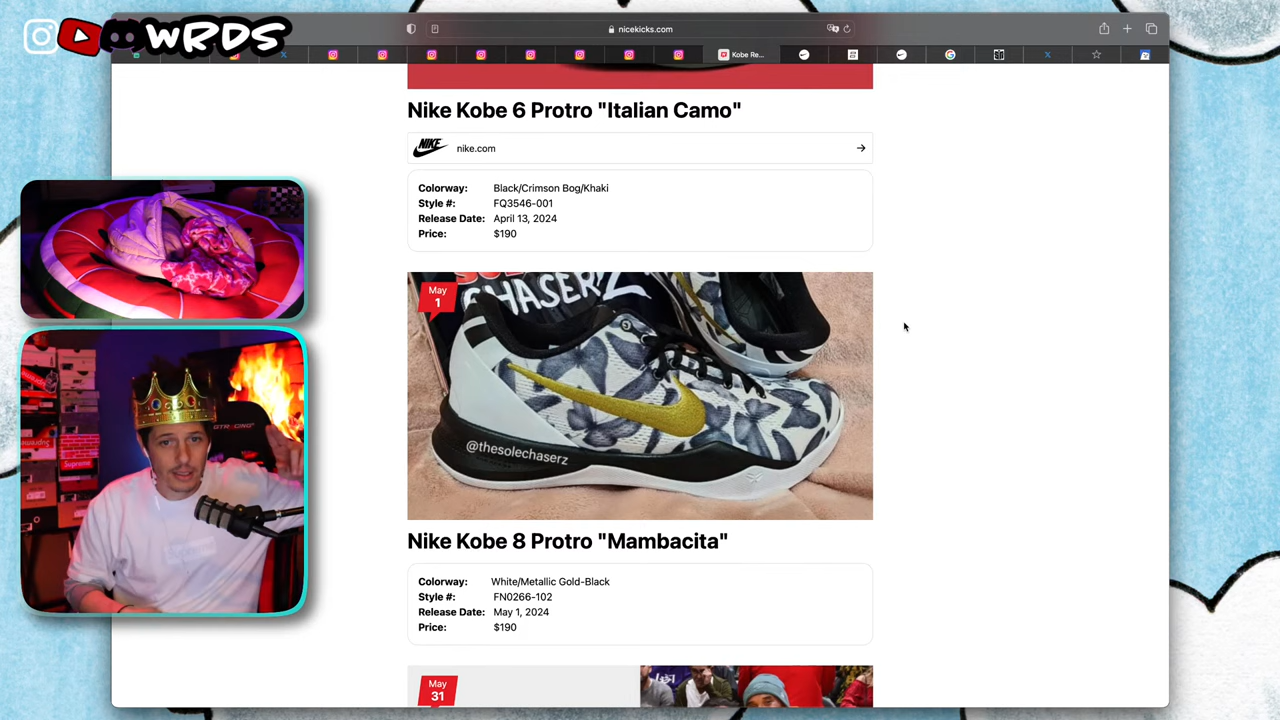 WRDS
nicekicks.com
Kobe Re...
Nike Kobe 6 Protro "Italian Camo"
NIKE
nike.com
Colorway: Black/Crimson Bog/Khaki
Style #: FQ3546-001
Release Date: April 13, 2024
Price: $190
May
1
CHASERZ
@thesolechaserz
Nike Kobe 8 Protro "Mambacita"
Colorway: White/Metallic Gold-Black
Style #: FN0266-102
Release Date: May 1, 2024
Price: $190
May
31
GTRACING
Supreme